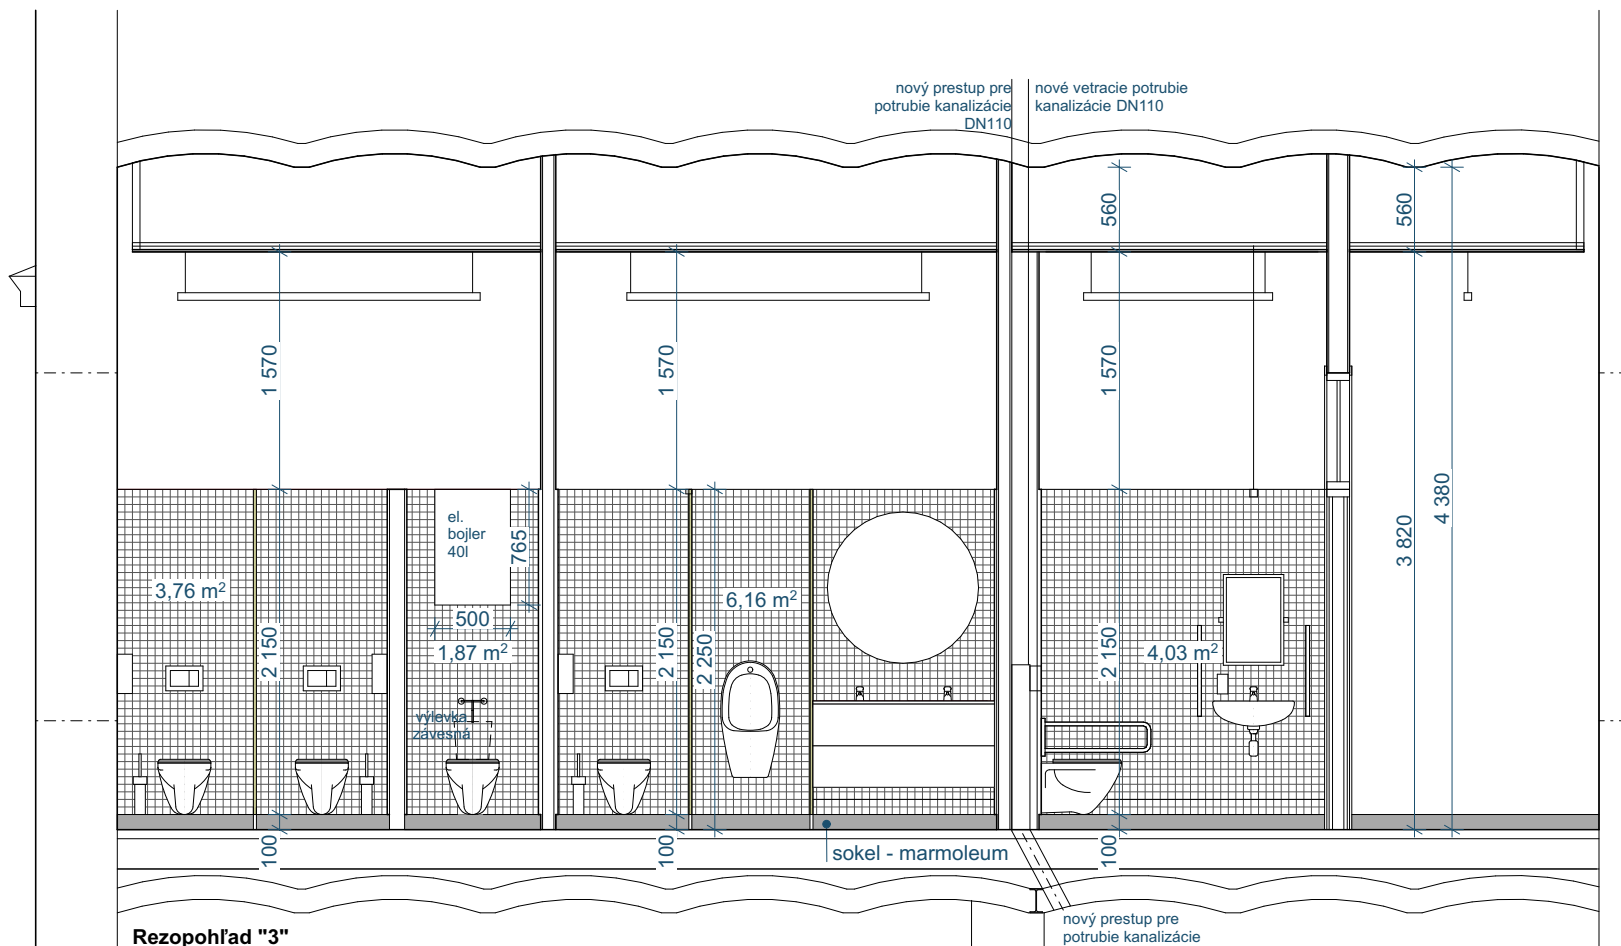 nový prestup pre
potrubie kanalizácie
DN110
nové vetracie potrubie
kanalizácie DN110
560
560
1 570
1 570
1 570
4 380
3 820
el.
bojler
40l
765
500
3,76 m²
1,87 m²
6,16 m²
4,03 m²
2 150
2 150
2 250
2 150
výlevka
závesná
100
100
100
sokel - marmoleum
nový prestup pre
potrubie kanalizácie
Rezopohľad "3"